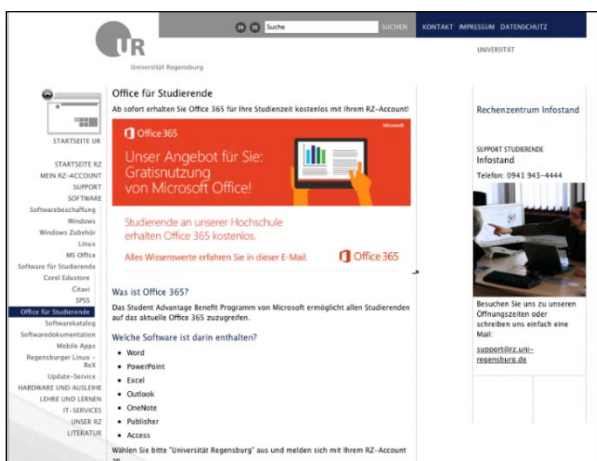 DE EN Suche SUCHEN KONTAKT IMPRESSUM DATENSCHUTZ
UR
Universität Regensburg
UNIVERSITÄT
STARTSEITE UR
STARTSEITE RZ
MEIN RZ-ACCOUNT
SUPPORT
SOFTWARE
Softwarebeschaffung
Windows
Windows Zubehör
Linux
MS Office
Software für Studierende
Corel Edustore
Citavi
SPSS
Office für Studierende
Softwarekatalog
Softwaredokumentation
Mobile Apps
Regensburger Linux -
ReX
Update-Service
HARDWARE UND AUSLEIHE
LEHRE UND LERNEN
IT-SERVICES
UNSER RZ
LITERATUR
Office für Studierende
Ab sofort erhalten Sie Office 365 für Ihre Studienzeit kostenlos mit Ihrem RZ-Account!
Microsoft
Office 365
Unser Angebot für Sie:
Gratisnutzung
von Microsoft Office!
Studierende an unserer Hochschule
erhalten Office 365 kostenlos.
Alles Wissenswerte erfahren Sie in dieser E-Mail.
Office 365
Was ist Office 365?
Das Student Advantage Benefit Programm von Microsoft ermöglicht allen Studierenden
auf das aktuelle Office 365 zuzugreifen.
Welche Software ist darin enthalten?
• Word
• PowerPoint
• Excel
• Outlook
• OneNote
• Publisher
• Access
Wählen Sie bitte "Universität Regensburg" aus und melden sich mit Ihrem RZ-Account
an.
Rechenzentrum Infostand
SUPPORT STUDIERENDE
Infostand
Telefon: 0941 943-4444
Besuchen Sie uns zu unseren
Öffnungszeiten oder
schreiben uns einfach eine
Mail:
support@rz.uni-
regensburg.de